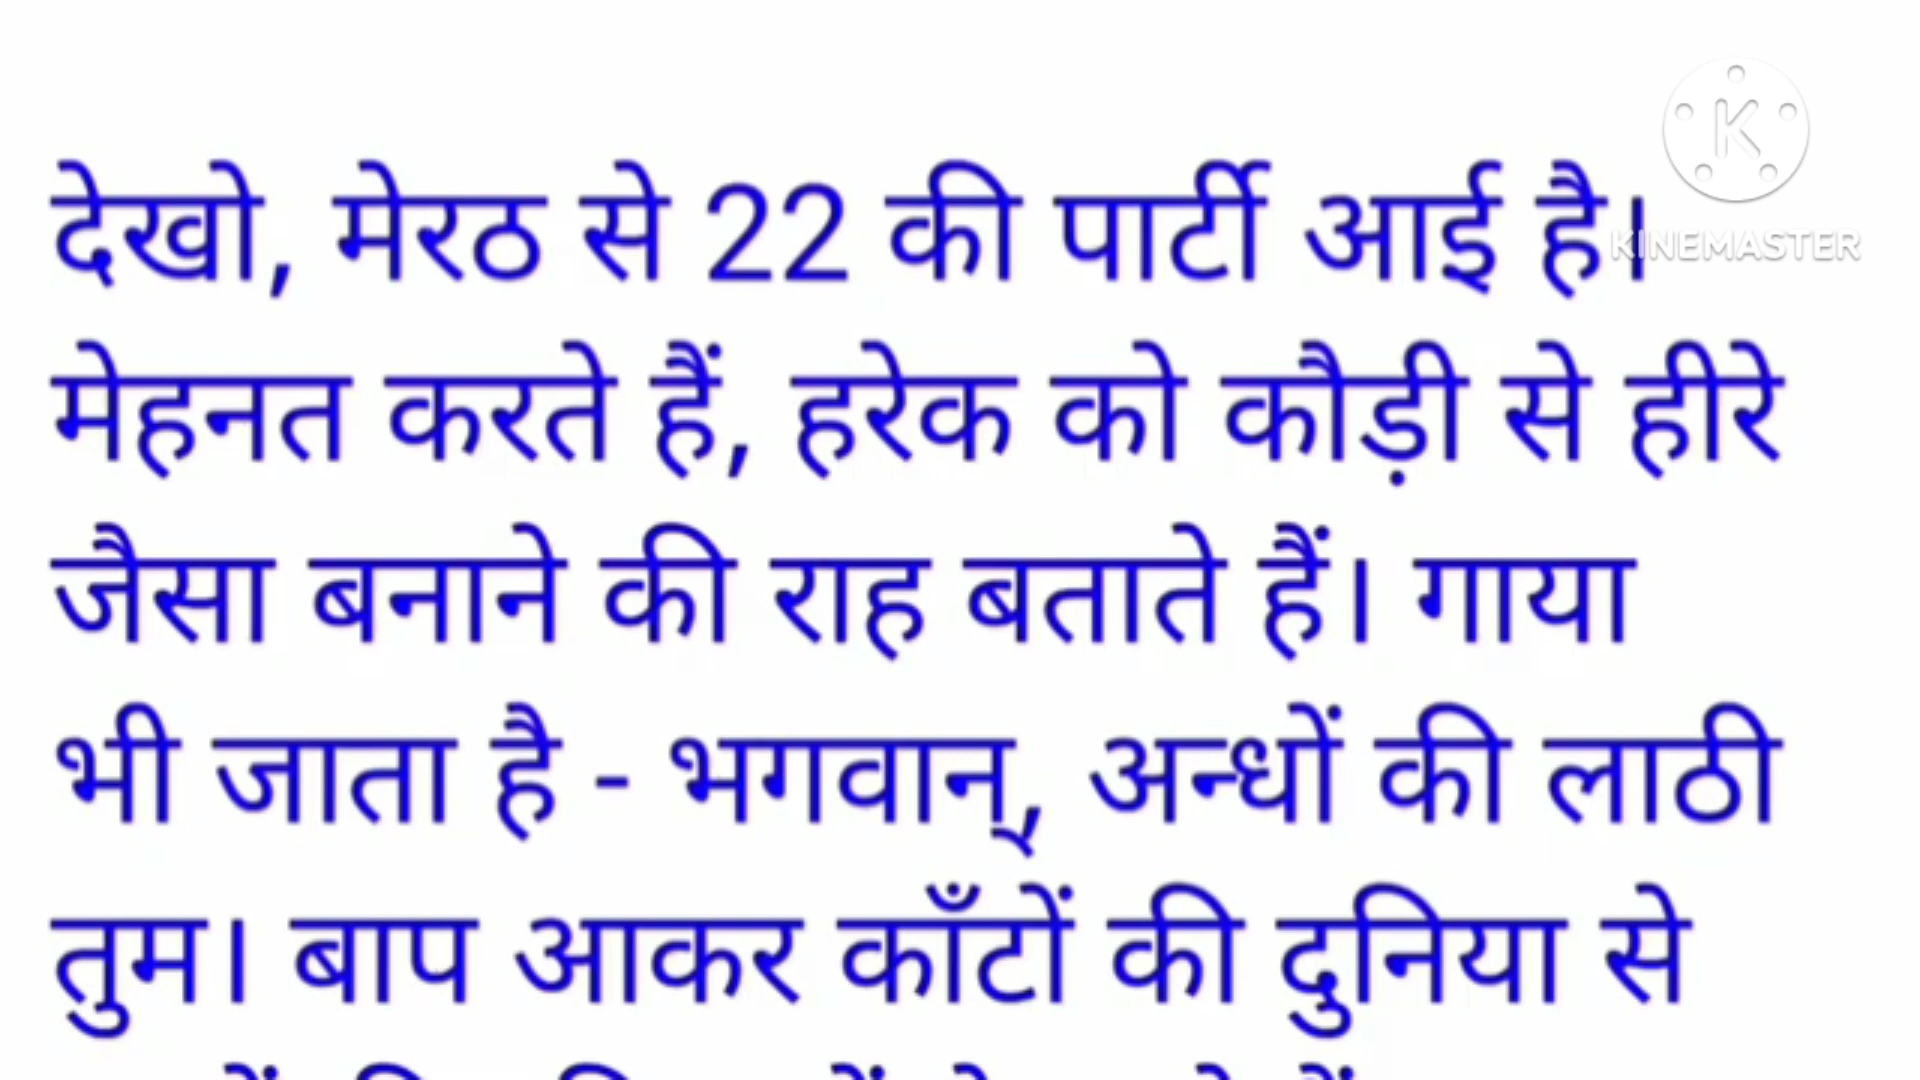 देखो, मेरठ से 22 की पार्टी आई है।
KINEMASTER
मेहनत करते हैं, हरेक को कौड़ी से हीरे
जैसा बनाने की राह बताते हैं। गाया
भी जाता है - भगवान्, अन्धों की लाठी
तुम। बाप आकर काँटों की दुनिया से